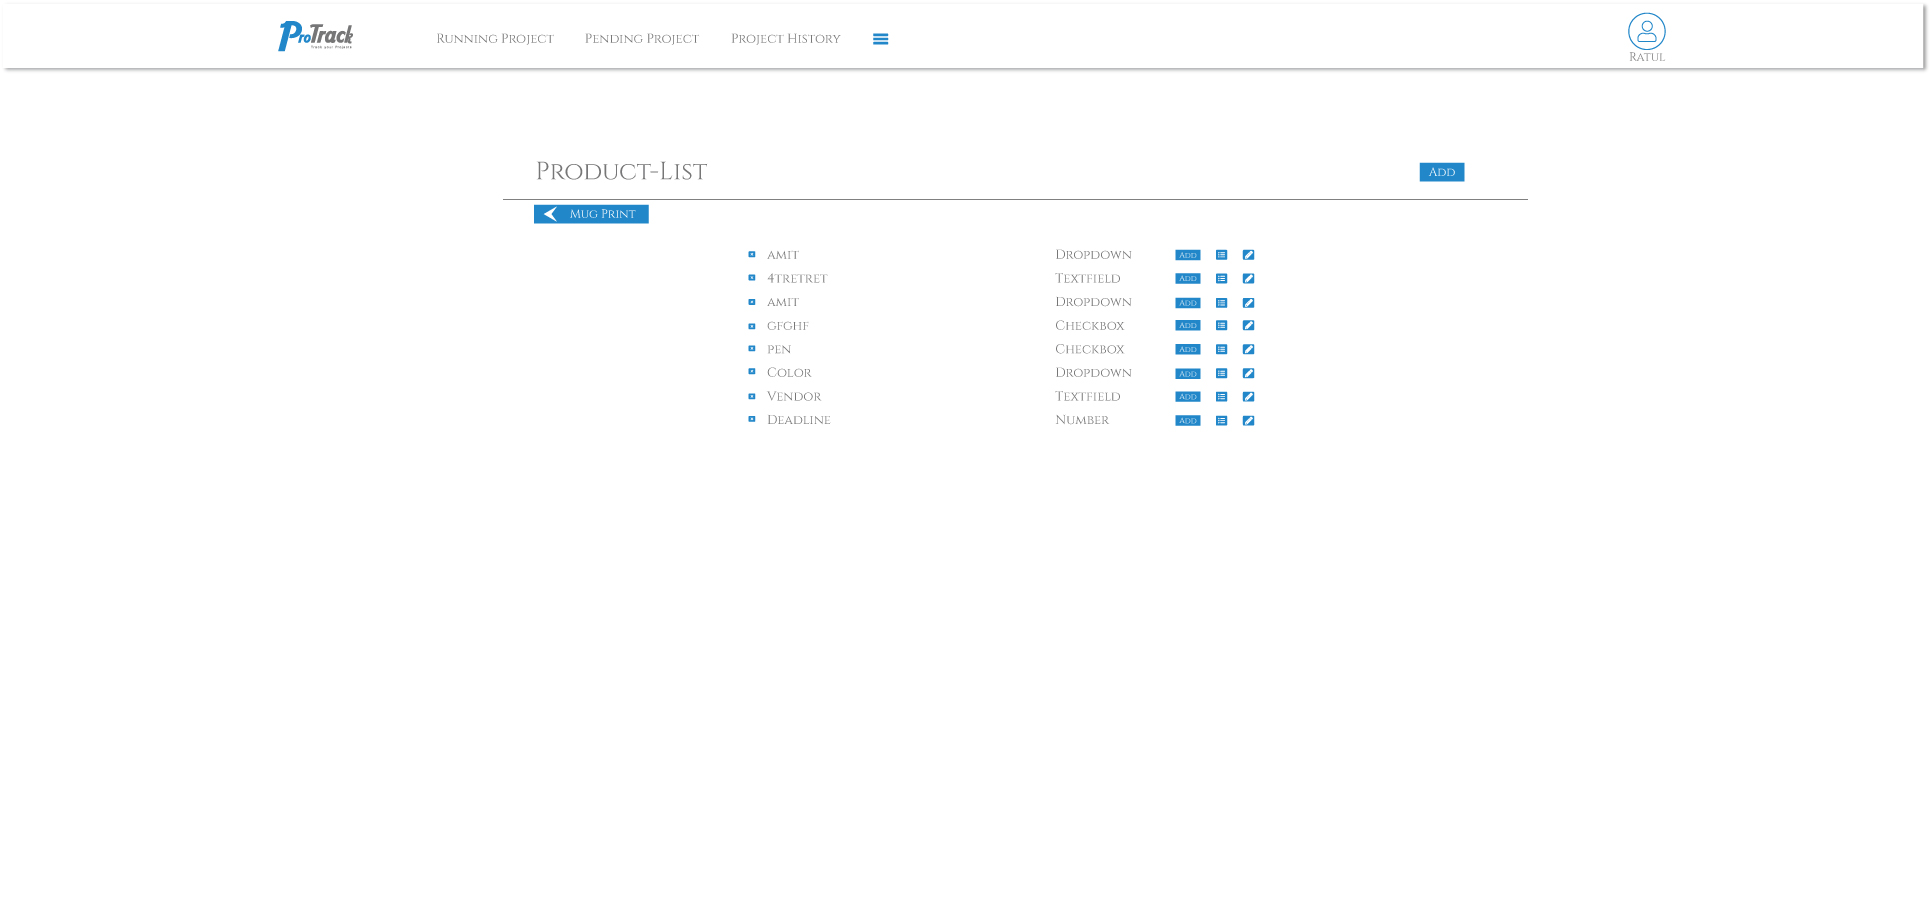 ProTrack
Track your Projects
Running Project Pending Project Project History
Ratul
Product-List Add
Mug Print
amit Dropdown Add
4tretret Textfield Add
amit Dropdown Add
gfghf Checkbox Add
pen Checkbox Add
Color Dropdown Add
Vendor Textfield Add
Deadline Number Add